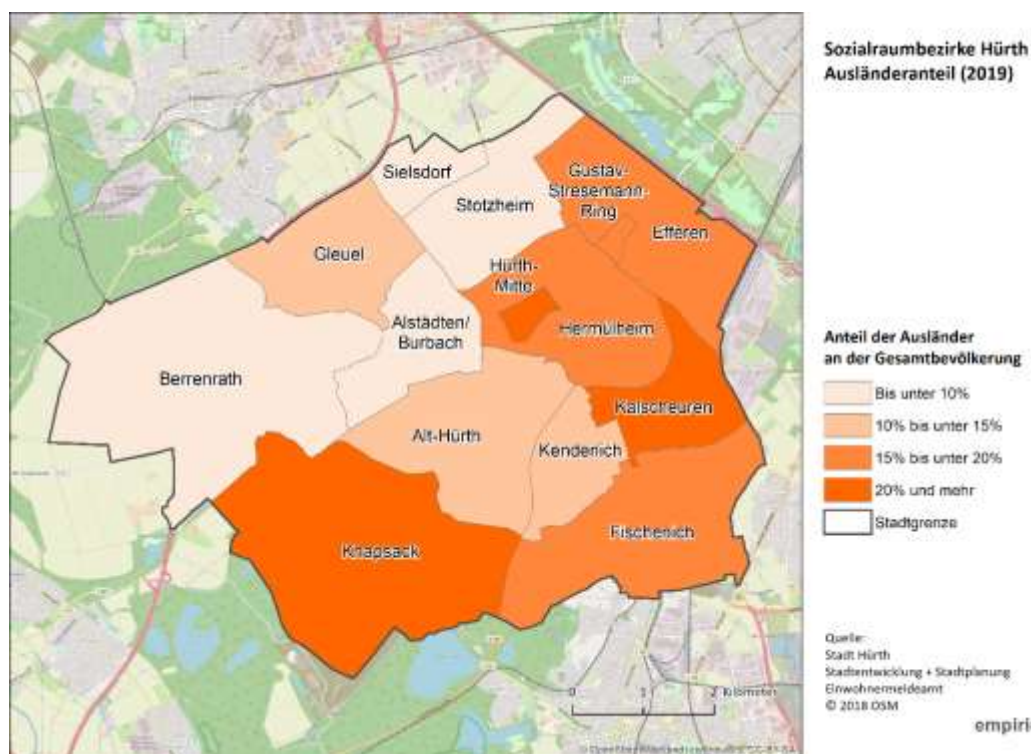 Sozialraumbezirke Hürth
Ausländeranteil (2019)
Sielsdorf
Stotzheim
Gustav-
Stresemann-
Ring
Efferen
Gleuel
Hürth-
Mitte
Hermülheim
Alstädten/
Burbach
Berrenrath
Kalscheuren
Alt-Hürth
Kendenich
Knapsack
Fischenich
Anteil der Ausländer
an der Gesamtbevölkerung
Bis unter 10%
10% bis unter 15%
15% bis unter 20%
20% und mehr
Stadtgrenze
Quelle:
Stadt Hürth
Stadtentwicklung + Stadtplanung
Einwohnermeldeamt
© 2018 OSM
0 1 2 Kilometer
empiri